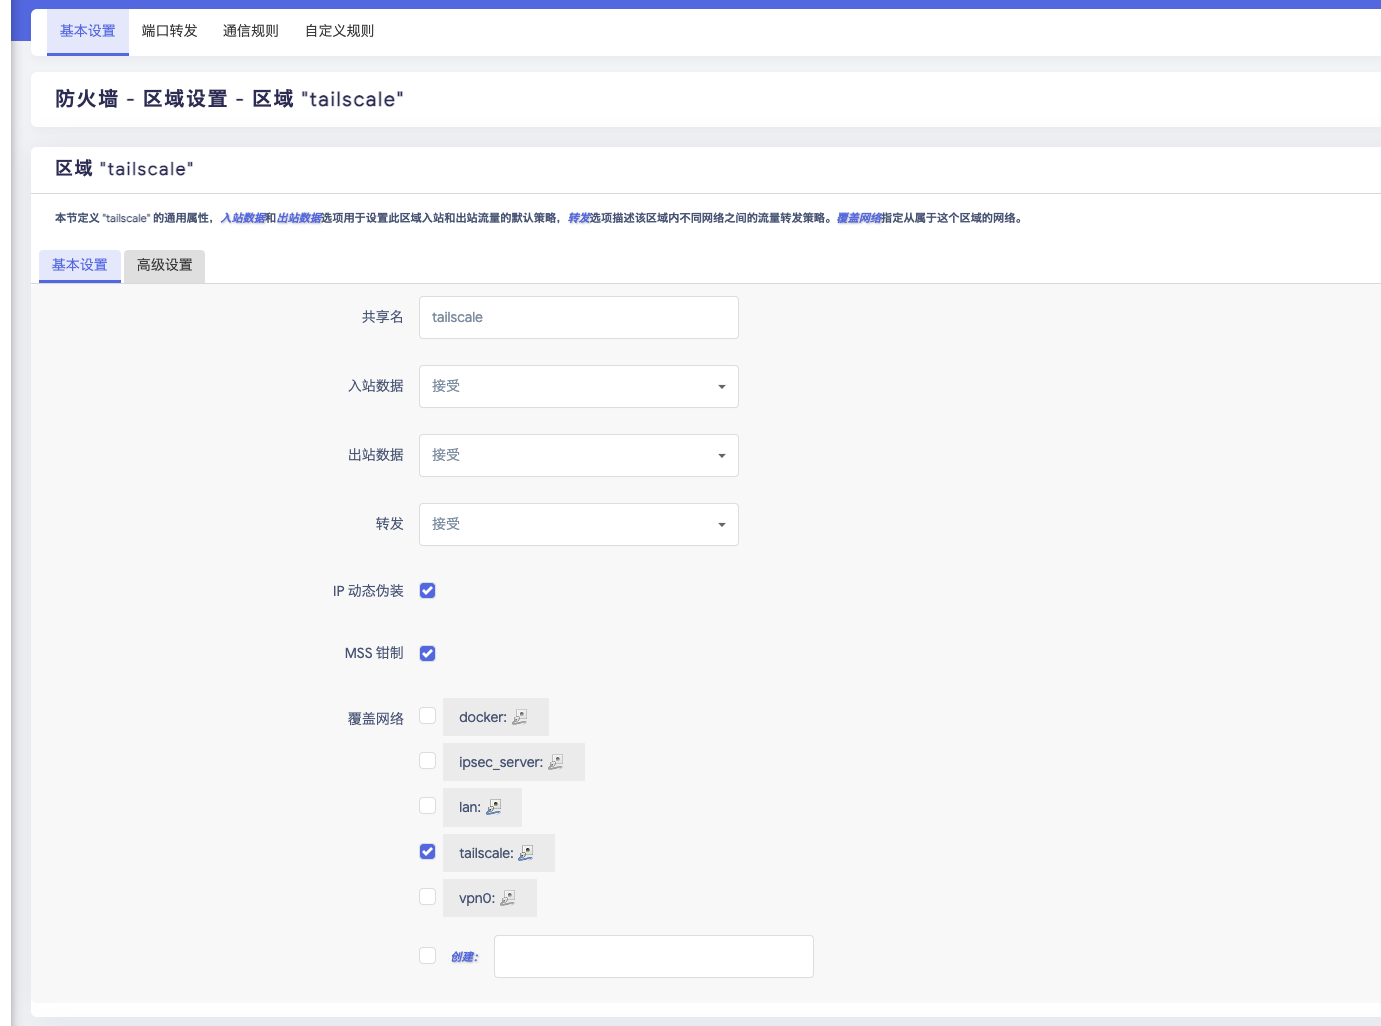 基本设置 端口转发 通信规则 自定义规则
防火墙 - 区域设置 - 区域 "tailscale"
区域 "tailscale"
本节定义 "tailscale" 的通用属性，入站数据和出站数据选项用于设置此区域入站和出站流量的默认策略，转发选项描述该区域内不同网络之间的流量转发策略。覆盖网络指定从属于这个区域的网络。
基本设置 高级设置
共享名 tailscale
入站数据 接受
出站数据 接受
转发 接受
IP 动态伪装
MSS 钳制
覆盖网络 docker:
ipsec_server:
lan:
tailscale:
vpn0:
创建：